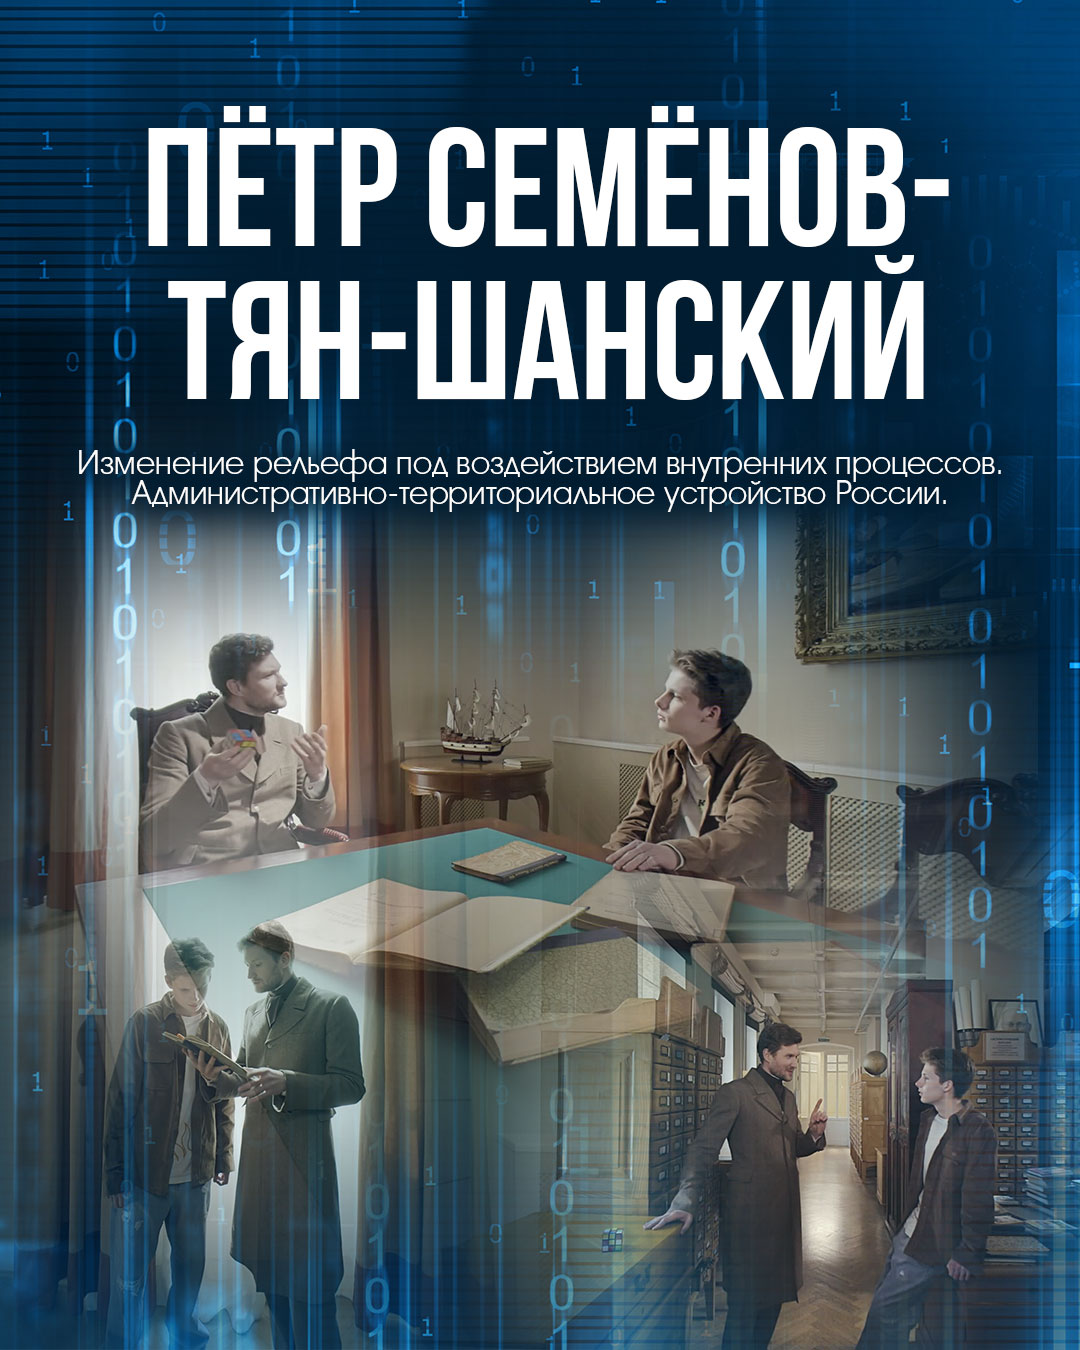 ПЁТР СЕМЁНОВ-
ТЯН-ШАНСКИЙ
Изменение рельефа под воздействием внутренних процессов.
Административно-территориальное устройство России.